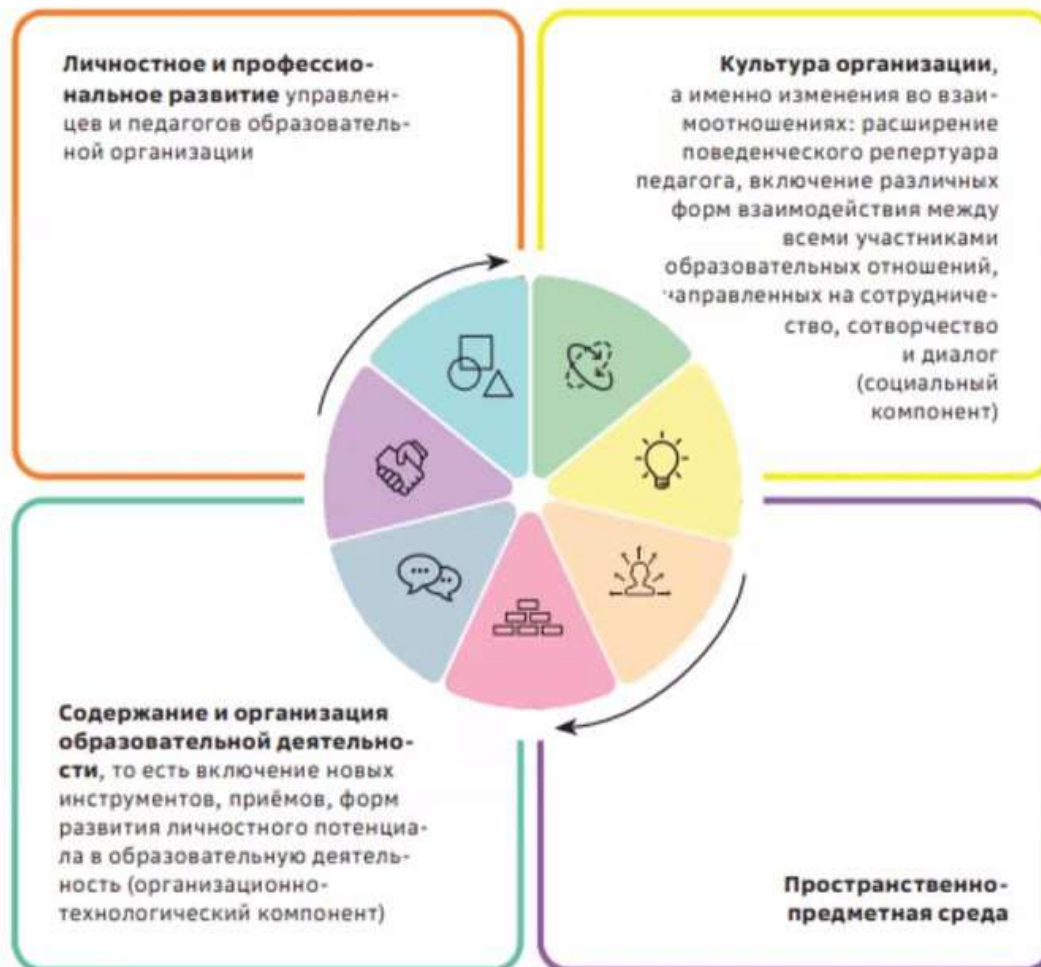 Личностное и профессио-
нальное развитие управлен-
цев и педагогов образователь-
ной организации
Культура организации,
а именно изменения во взаи-
моотношениях: расширение
поведенческого репертуара
педагога, включение различных
форм взаимодействия между
всеми участниками
образовательных отношений,
направленных на сотрудниче-
ство, сотворчество
и диалог
(социальный
компонент)
Содержание и организация
образовательной деятельно-
сти, то есть включение новых
инструментов, приёмов, форм
развития личностного потенциа-
ла в образовательную деятель-
ность (организационно-
технологический компонент)
Пространственно-
предметная среда